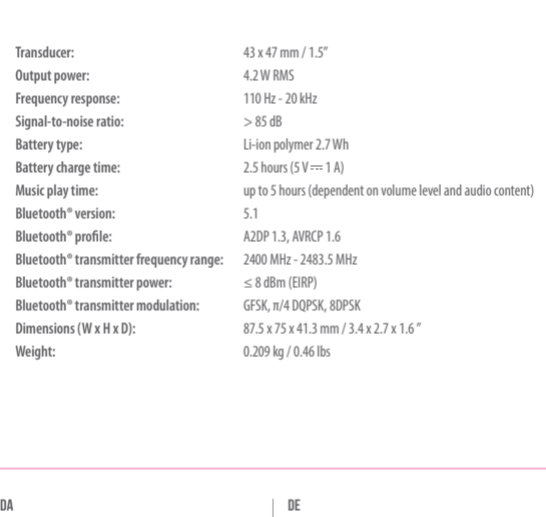 Transducer: 43 x 47 mm / 1.5”
Output power: 4.2 W RMS
Frequency response: 110 Hz - 20 kHz
Signal-to-noise ratio: > 85 dB
Battery type: Li-ion polymer 2.7 Wh
Battery charge time: 2.5 hours (5 V ⎓ 1 A)
Music play time: up to 5 hours (dependent on volume level and audio content)
Bluetooth® version: 5.1
Bluetooth® profile: A2DP 1.3, AVRCP 1.6
Bluetooth® transmitter frequency range: 2400 MHz - 2483.5 MHz
Bluetooth® transmitter power: ≤ 8 dBm (EIRP)
Bluetooth® transmitter modulation: GFSK, π/4 DQPSK, 8DPSK
Dimensions (W x H x D): 87.5 x 75 x 41.3 mm / 3.4 x 2.7 x 1.6 ”
Weight: 0.209 kg / 0.46 lbs
DA | DE